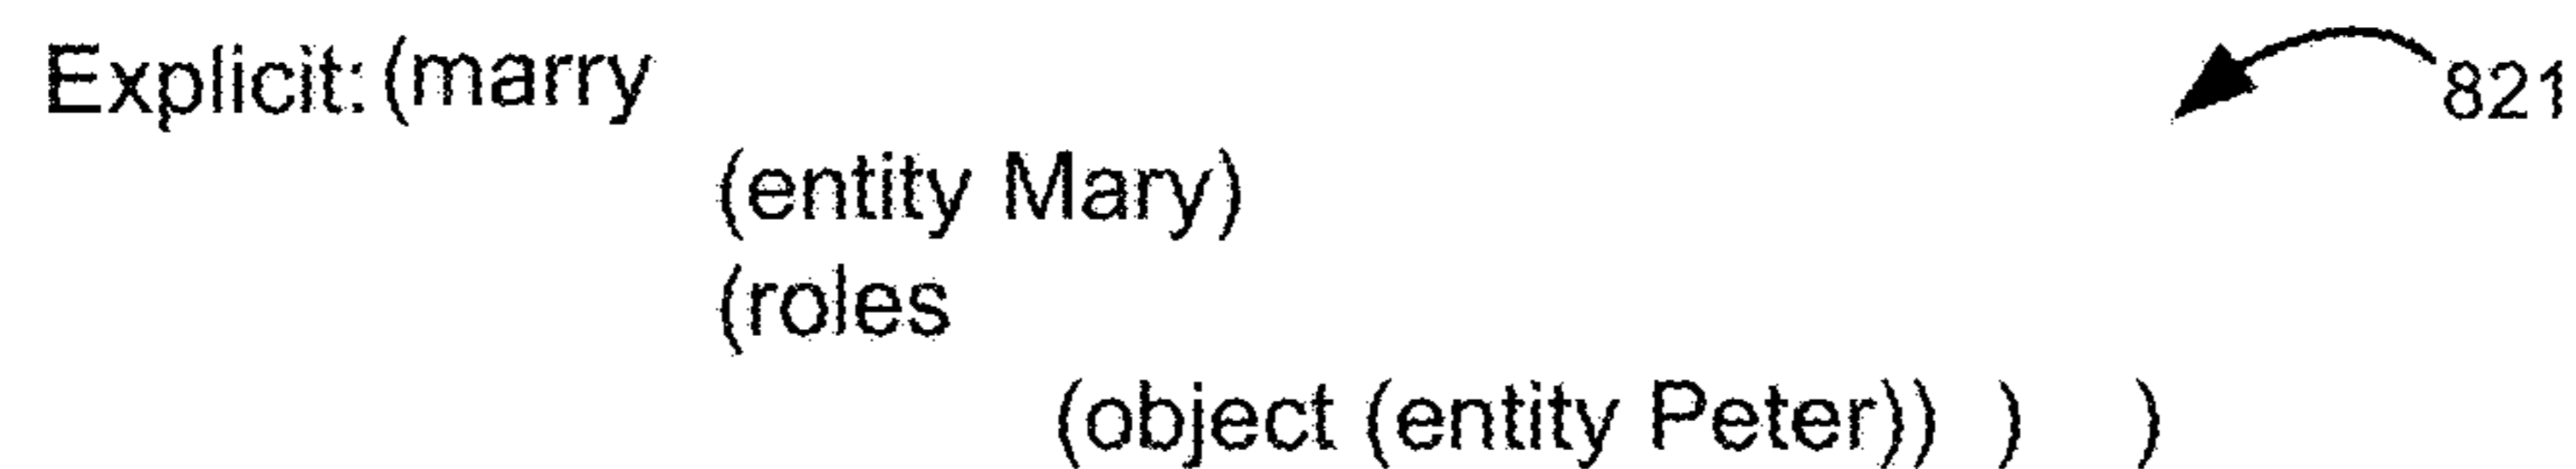 Explicit: (marry 821
(entity Mary)
(roles
(object (entity Peter)) ) )